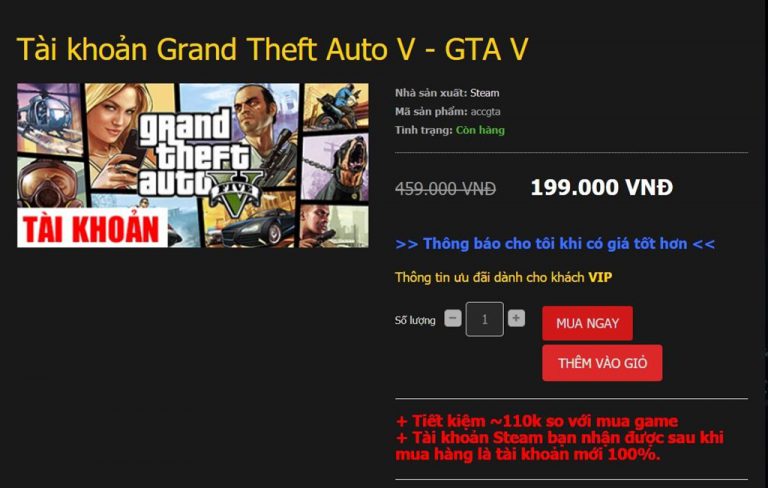 Tài khoản Grand Theft Auto V - GTA V
grand
theft
auto
V
FIVE
TÀI KHOẢN
Nhà sản xuất: Steam
Mã sản phẩm: accgta
Tình trạng: Còn hàng
459.000 VNĐ 199.000 VNĐ
>> Thông báo cho tôi khi có giá tốt hơn <<
Thông tin ưu đãi dành cho khách VIP
Số lượng − 1 + MUA NGAY
THÊM VÀO GIỎ
+ Tiết kiệm ~110k so với mua game
+ Tài khoản Steam bạn nhận được sau khi
mua hàng là tài khoản mới 100%.